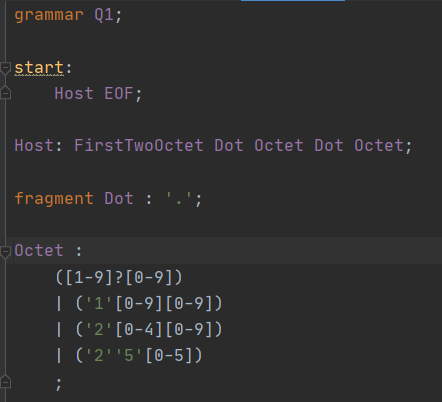 grammar Q1;
start:
Host EOF;
Host: FirstTwoOctet Dot Octet Dot Octet;
fragment Dot : '.';
Octet :
([1-9]?[0-9])
| ('1'[0-9][0-9])
| ('2'[0-4][0-9])
| ('2''5'[0-5])
;